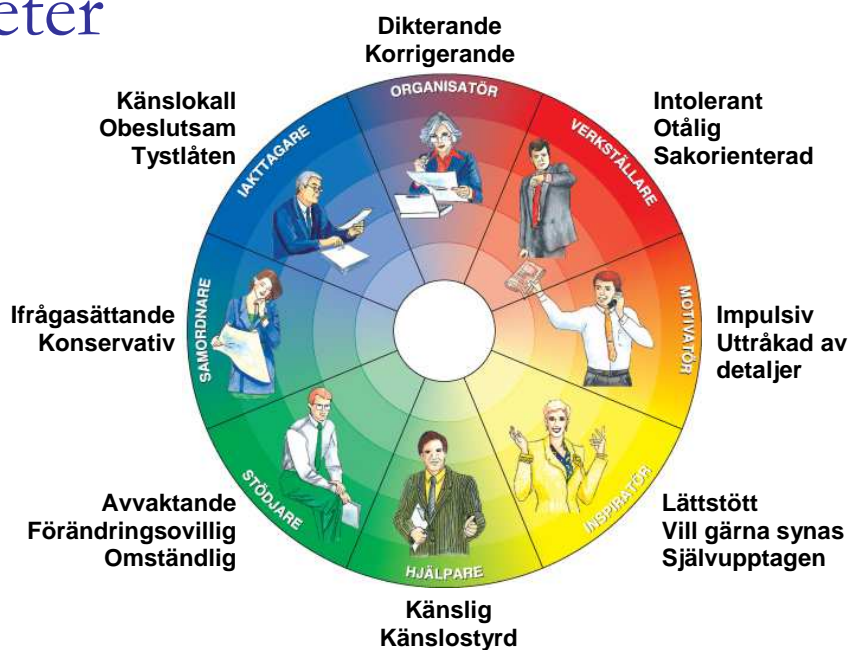 eter
Dikterande
Korrigerande
ORGANISATÖR
Känslokall
Obeslutsam
Tystlåten
IAKTTAGARE
Intolerant
Otålig
Sakorienterad
VERKSTÄLLARE
Ifrågasättande
Konservativ
SAMORDNARE
Impulsiv
Uttråkad av
detaljer
MOTIVATÖR
Avvaktande
Förändringsovillig
Omständlig
STÖDJARE
Lättstött
Vill gärna synas
Självupptagen
INSPIRATÖR
HJÄLPARE
Känslig
Känslostyrd